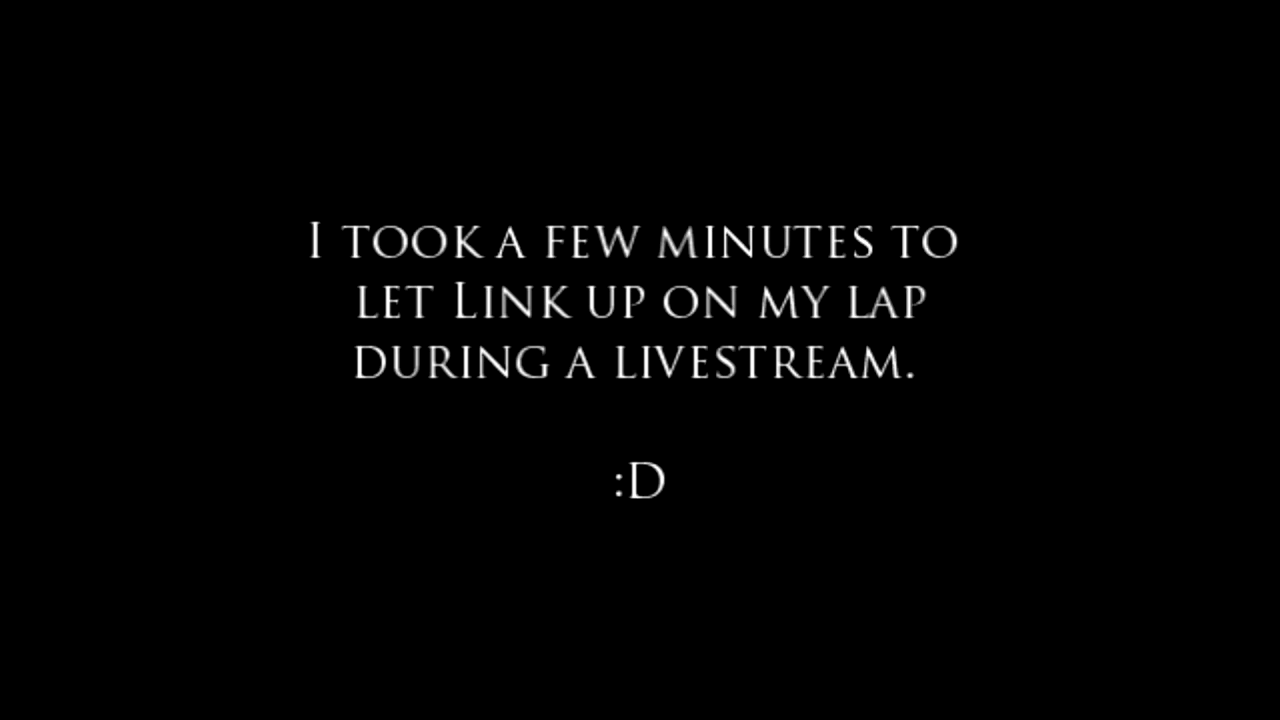 I took a few minutes to
let Link up on my lap
during a livestream.
:D